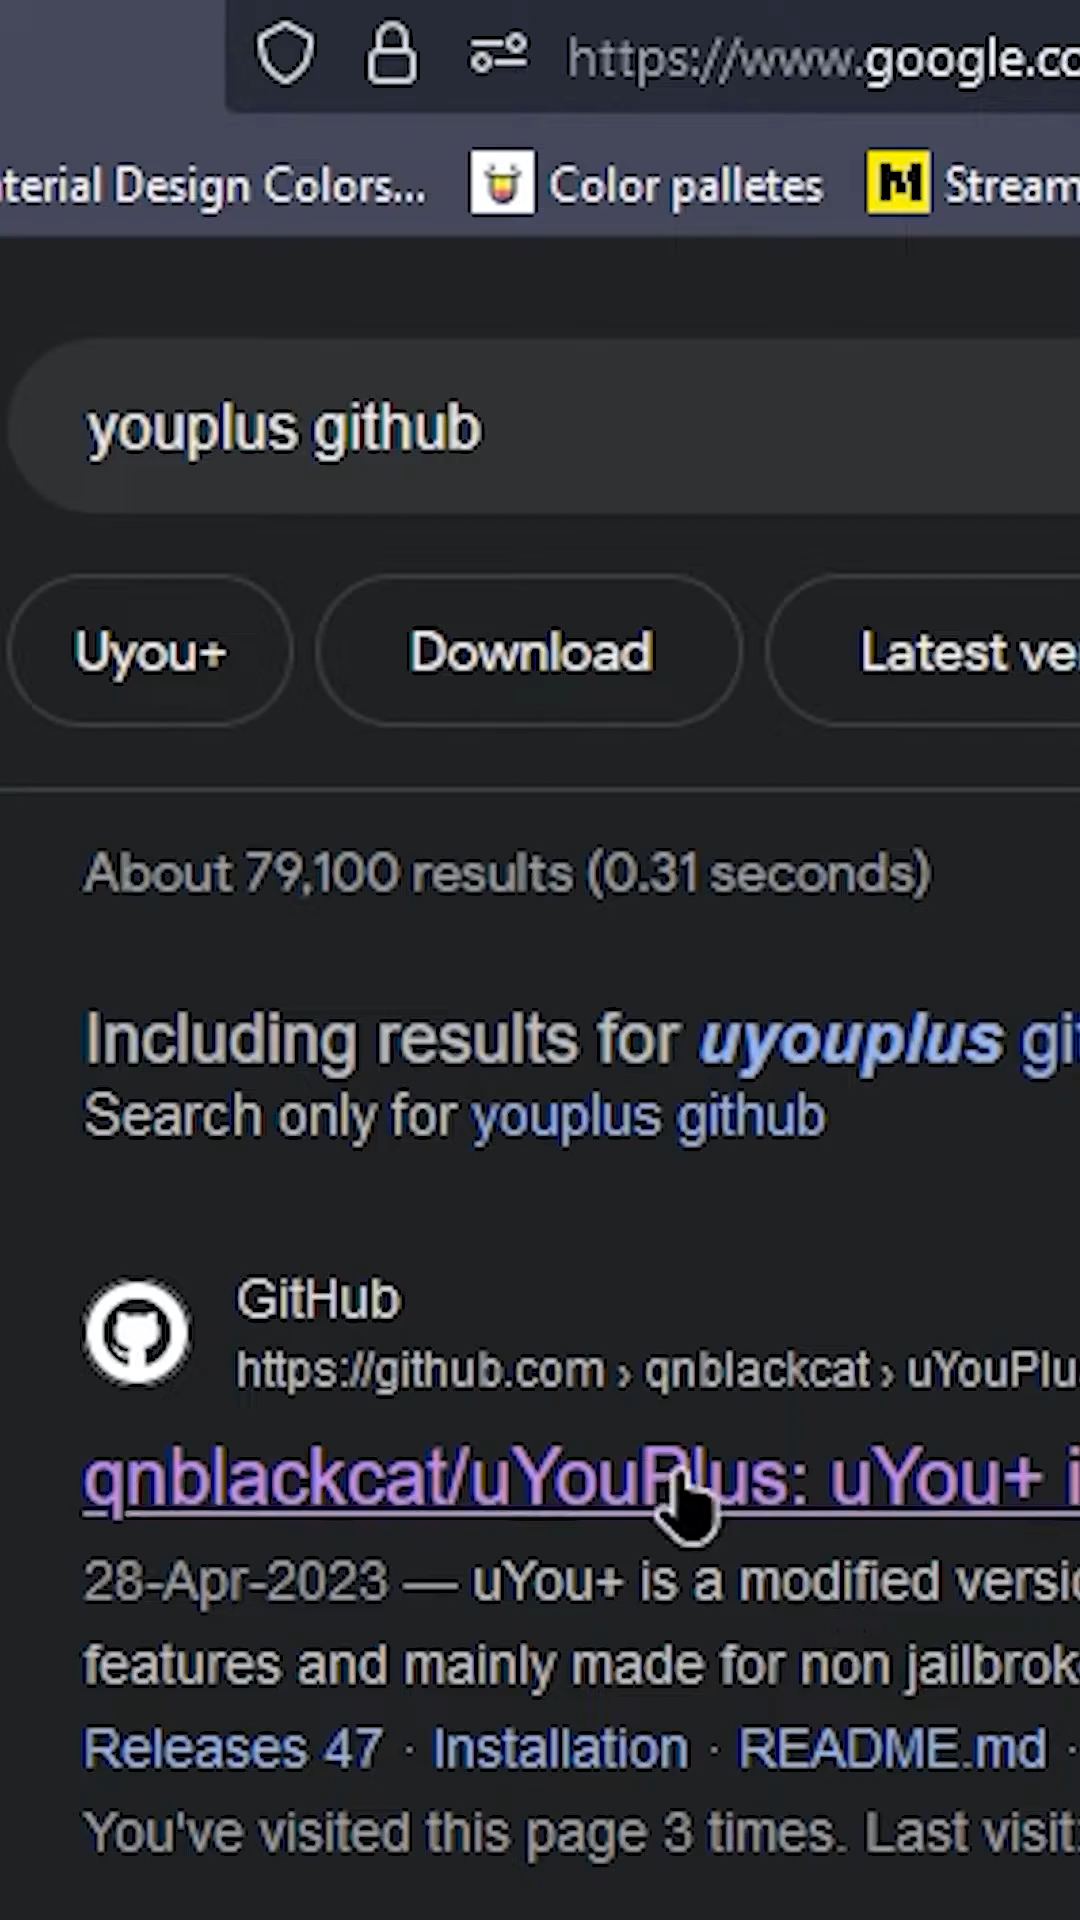 https://www.google.co
terial Design Colors... Color palletes Stream
youplus github
Uyou+ Download Latest ve
About 79,100 results (0.31 seconds)
Including results for uyouplus gi
Search only for youplus github
GitHub
https://github.com › qnblackcat › uYouPlu
qnblackcat/uYouPlus: uYou+ i
28-Apr-2023 — uYou+ is a modified versi
features and mainly made for non jailbrok
Releases 47 · Installation · README.md ·
You've visited this page 3 times. Last visit: